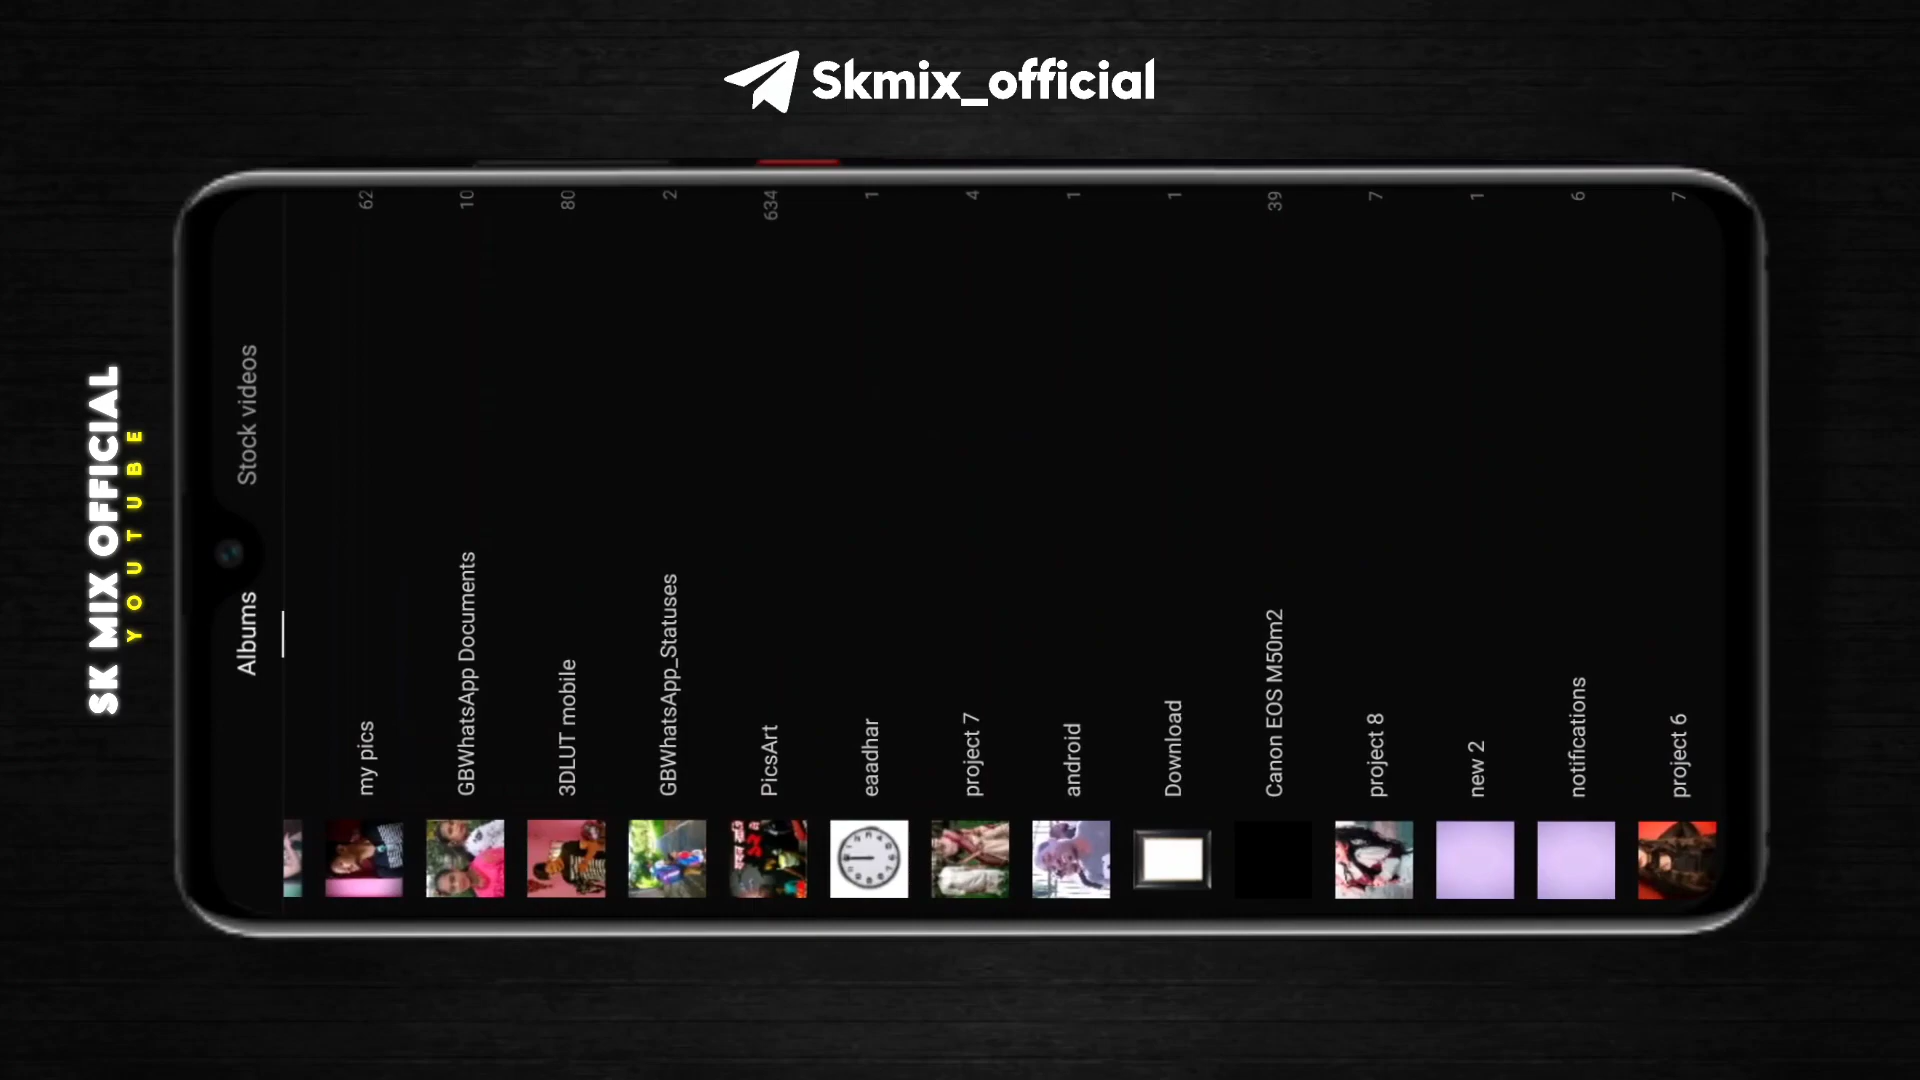 Skmix_official
SK MIX OFFICIAL
YOUTUBE
Albums
Stock videos
my pics 62
GBWhatsApp Documents 10
3DLUT mobile 80
GBWhatsApp_Statuses 2
PicsArt 634
eaadhar 1
project 7 4
android 1
Download 1
Canon EOS M50m2 39
project 8 7
new 2 1
notifications 6
project 6 7